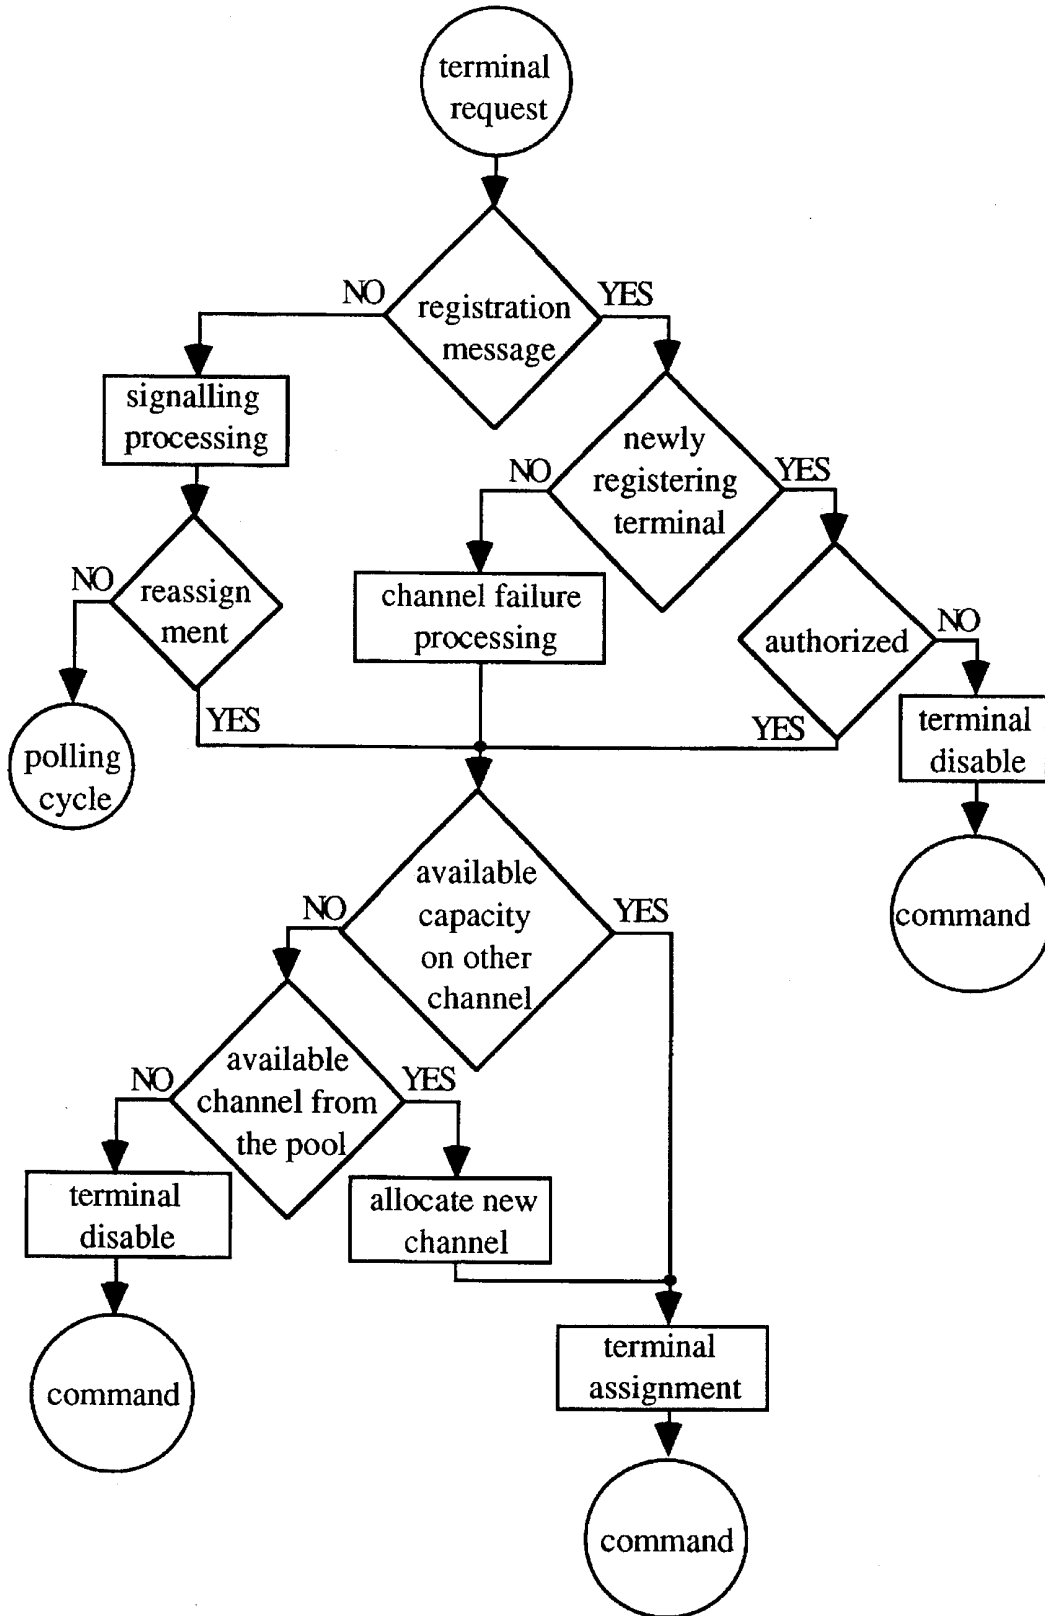 terminal
request
NO
YES
registration
message
signalling
processing
newly
registering
terminal
NO
YES
NO
reassign
ment
channel failure
processing
authorized
NO
YES
YES
terminal
disable
polling
cycle
available
capacity
on other
channel
NO
YES
command
available
channel from
the pool
NO
YES
terminal
disable
allocate new
channel
terminal
assignment
command
command